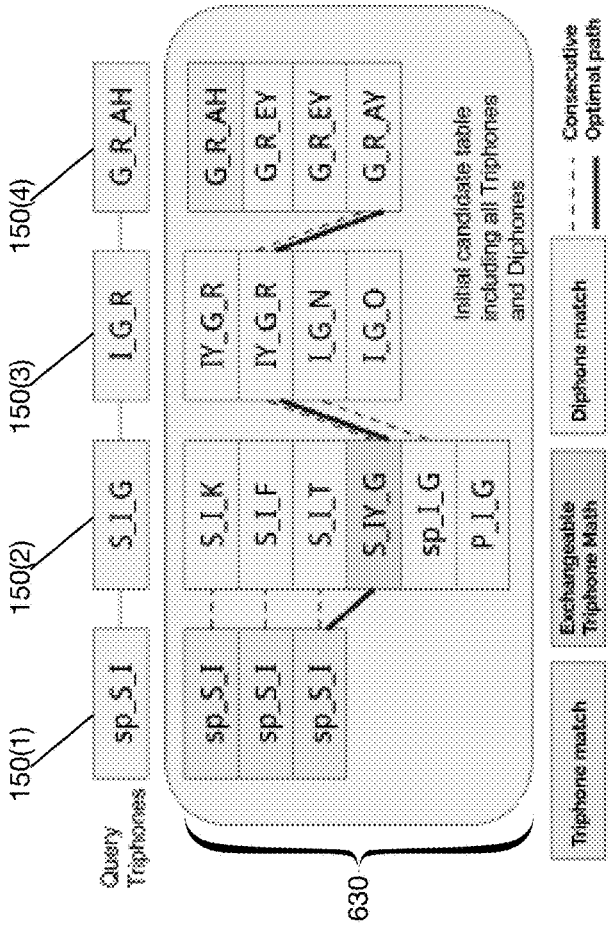 150(1)
150(2)
150(3)
150(4)
Query
Triphones
sp_S_I
S_I_G
I_G_R
G_R_AH
630
sp_S_I
sp_S_I
sp_S_I
S_I_K
S_I_F
S_I_T
S_IY_G
sp_I_G
P_I_G
IY_G_R
IY_G_R
I_G_N
I_G_O
G_R_AH
G_R_EY
G_R_EY
G_R_AY
Initial candidate table
including all Triphones
and Diphones
Triphone match
Exchangeable
Triphone Math
Diphone match
Consecutive
Optimal path